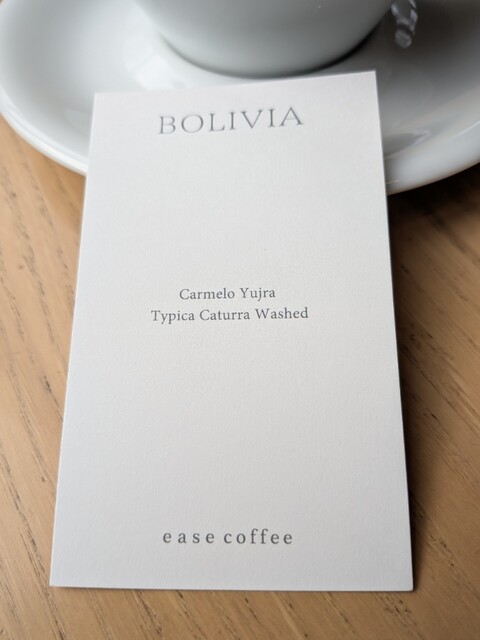 BOLIVIA
Carmelo Yujra
Typica Caturra Washed
ease coffee